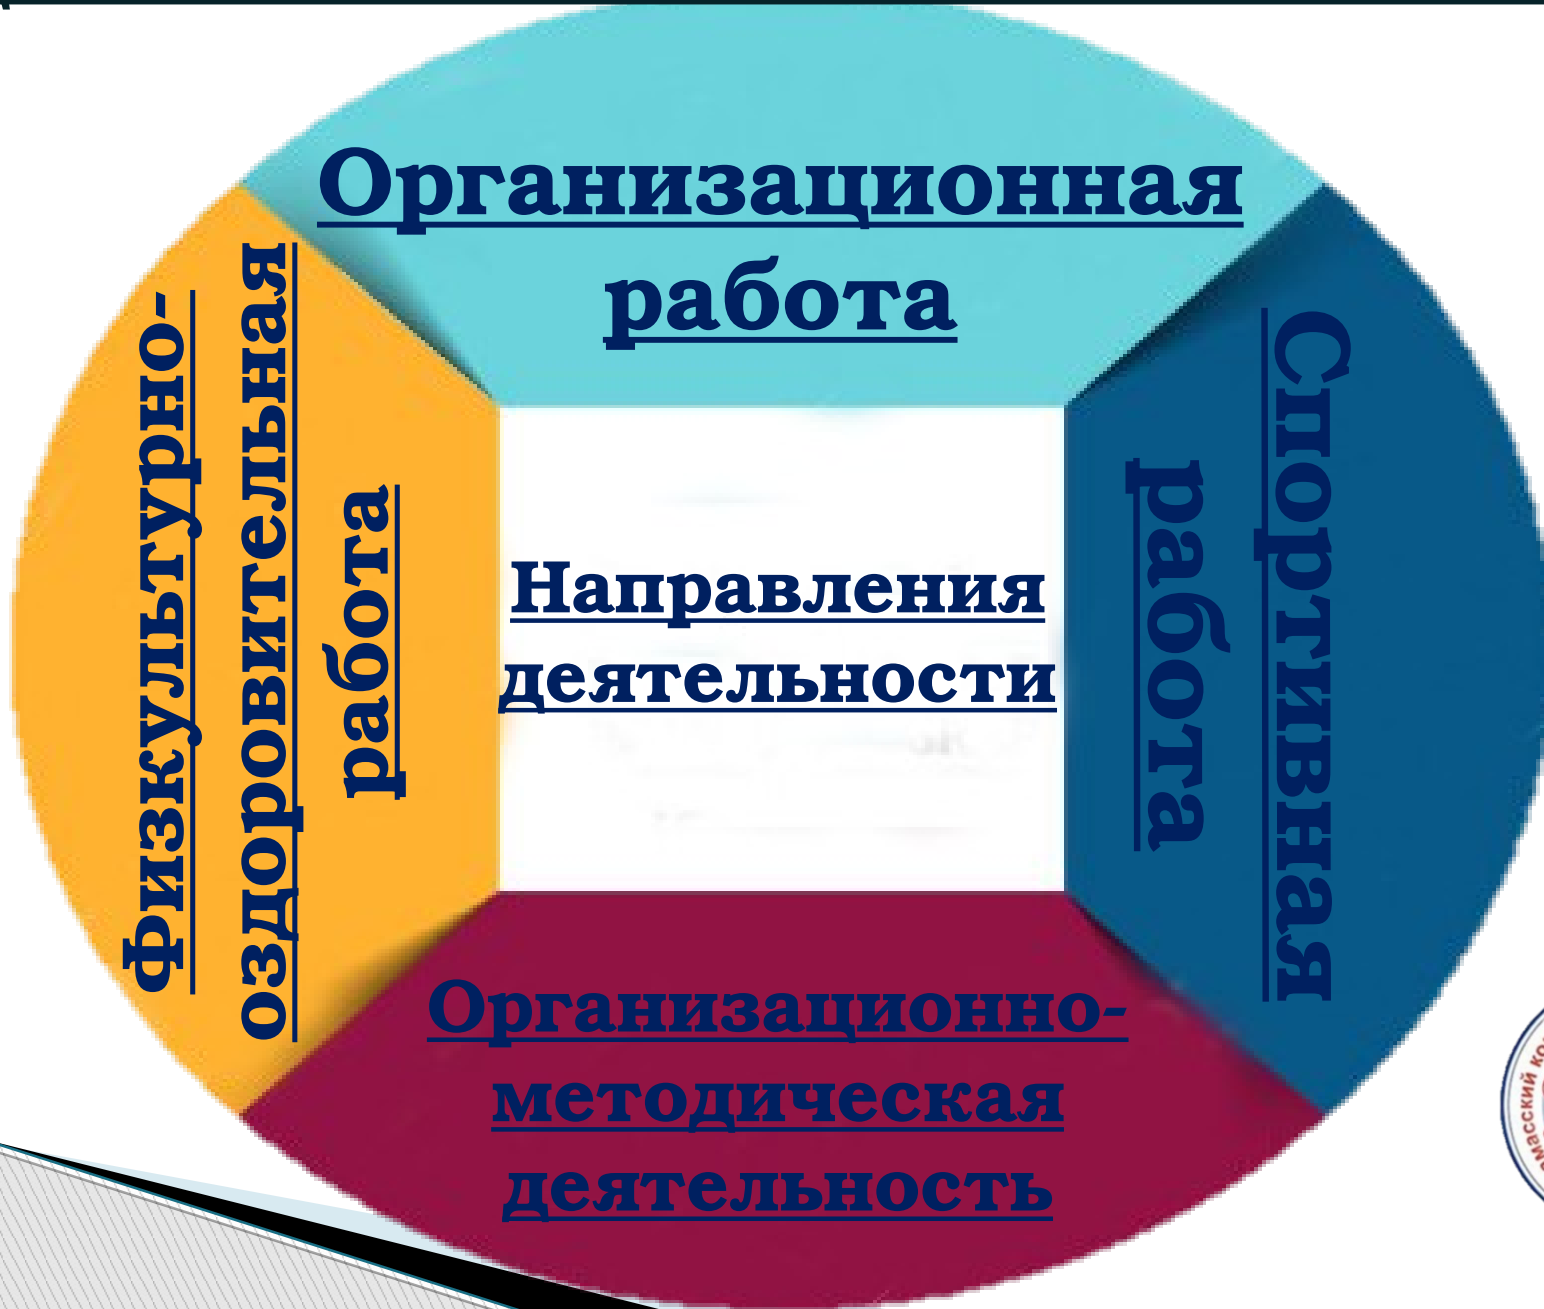 Организационная
работа
Физкультурно-
оздоровительная
работа
Направления
деятельности
Спортивная
работа
Организационно-
методическая
деятельность